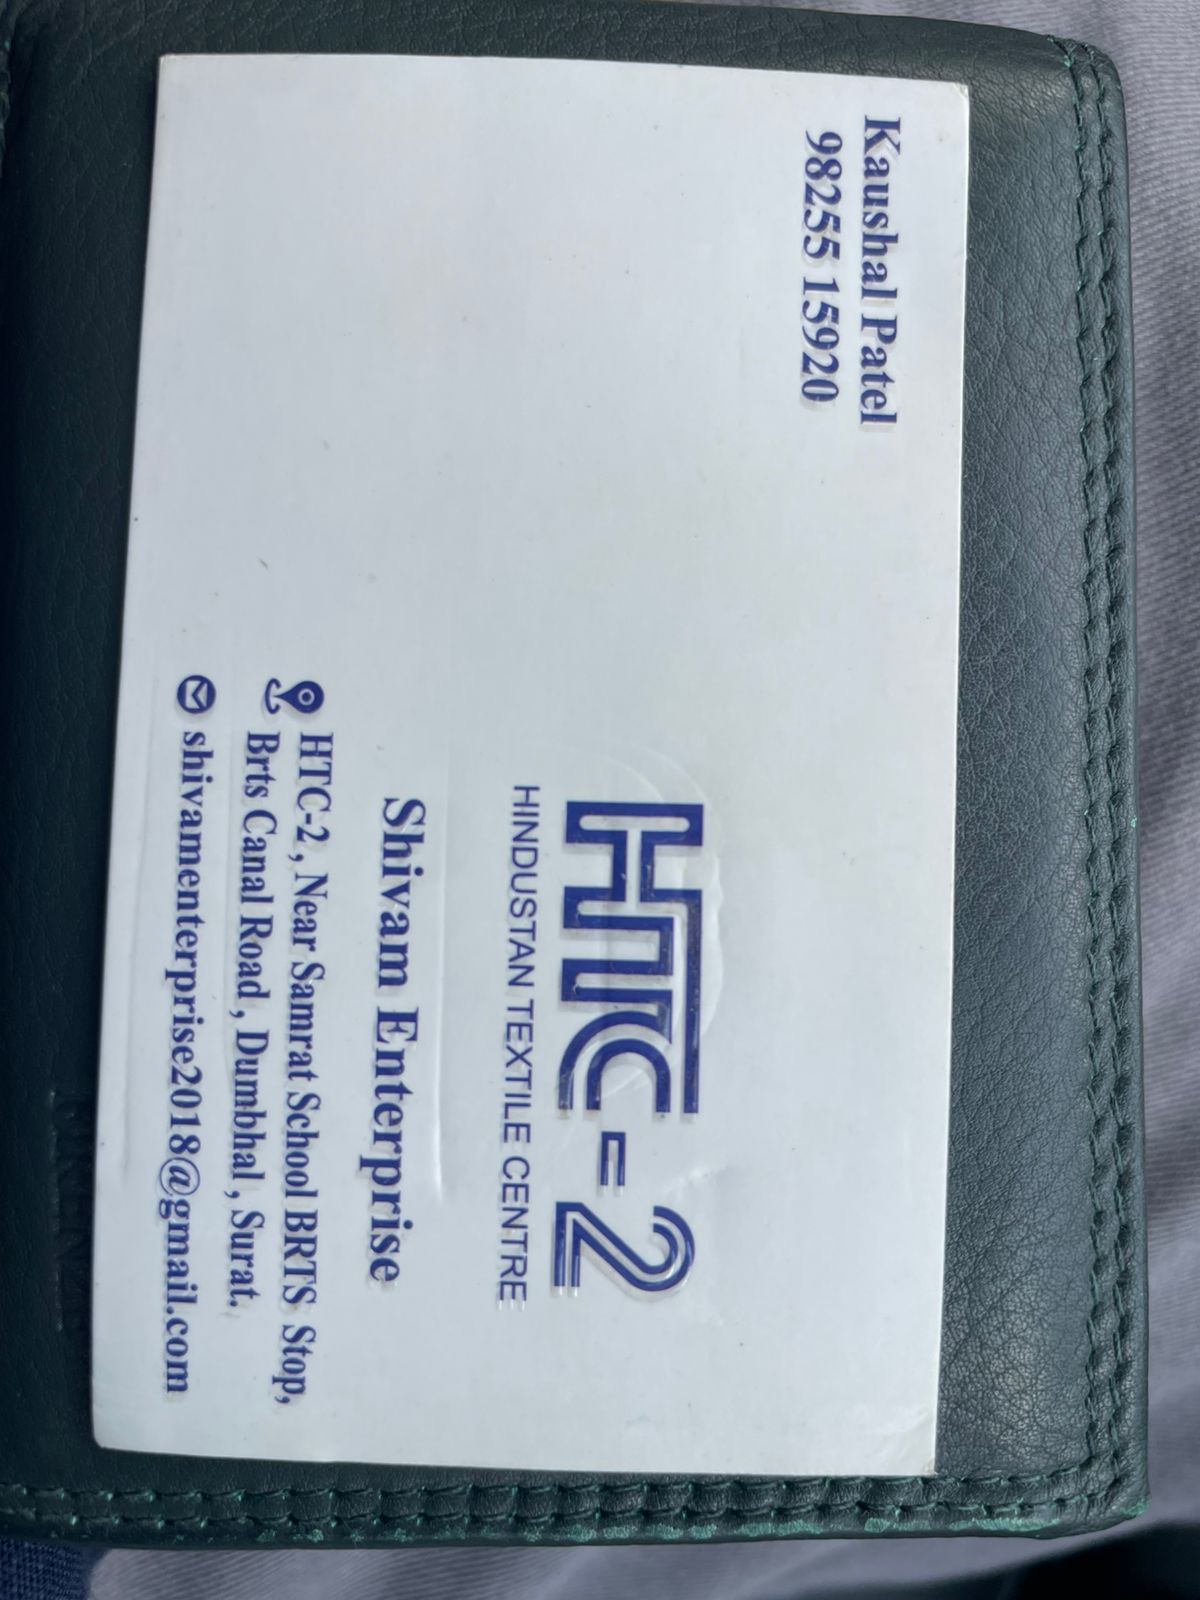 Kaushal Patel
98255 15920
HTC-2
HINDUSTAN TEXTILE CENTRE
Shivam Enterprise
HTC-2, Near Samrat School BRTS Stop,
Brts Canal Road , Dumbhal , Surat.
shivamenterprise2018@gmail.com